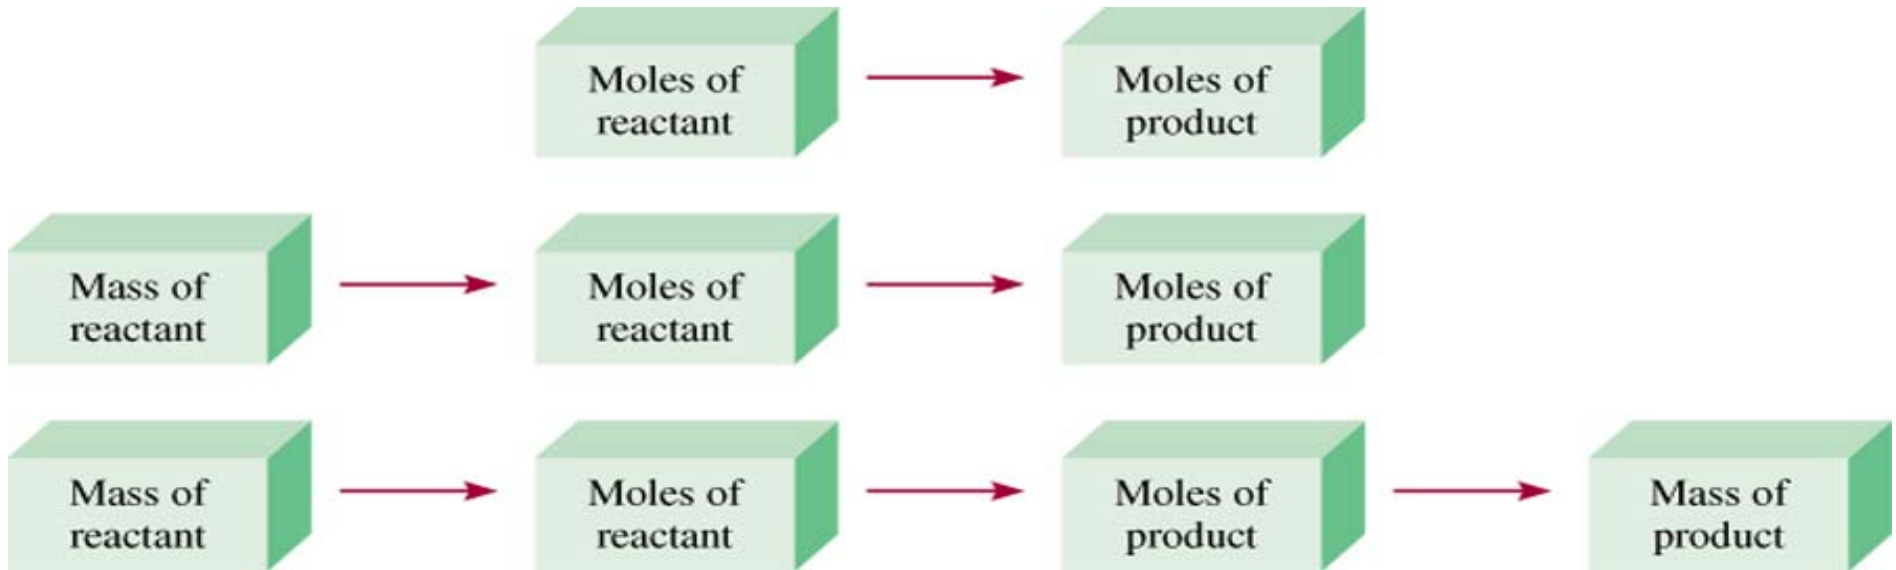 Moles of
reactant
Moles of
product
Mass of
reactant
Moles of
reactant
Moles of
product
Mass of
reactant
Moles of
reactant
Moles of
product
Mass of
product